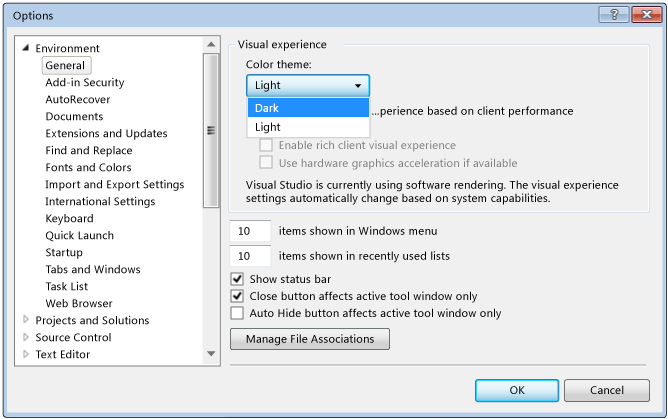 Options
Environment
General
Add-in Security
AutoRecover
Documents
Extensions and Updates
Find and Replace
Fonts and Colors
Import and Export Settings
International Settings
Keyboard
Quick Launch
Startup
Tabs and Windows
Task List
Web Browser
Projects and Solutions
Source Control
Text Editor
Visual experience
Color theme:
Light
Dark
Light
...perience based on client performance
Enable rich client visual experience
Use hardware graphics acceleration if available
Visual Studio is currently using software rendering. The visual experience
settings automatically change based on system capabilities.
10 items shown in Windows menu
10 items shown in recently used lists
Show status bar
Close button affects active tool window only
Auto Hide button affects active tool window only
Manage File Associations
OK Cancel